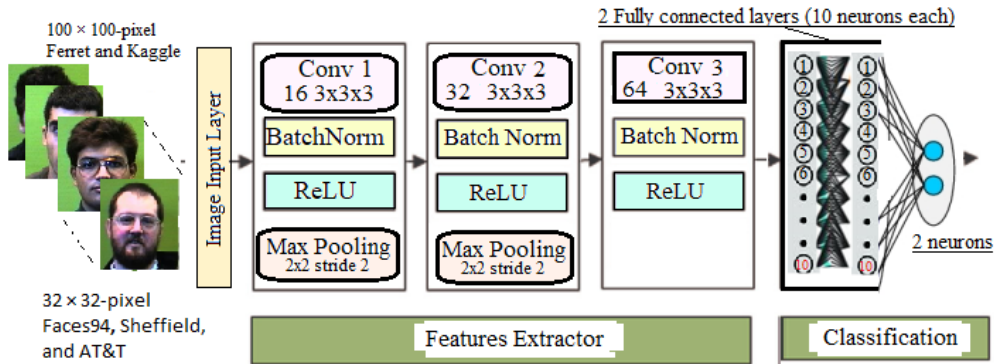 100 × 100-pixel
Ferret and Kaggle
32 × 32-pixel
Faces94, Sheffield,
and AT&T
Image Input Layer
Conv 1
16 3x3x3
BatchNorm
ReLU
Max Pooling
2x2 stride 2
Conv 2
32 3x3x3
Batch Norm
ReLU
Max Pooling
2x2 stride 2
Conv 3
64 3x3x3
Batch Norm
ReLU
2 Fully connected layers (10 neurons each)
1
2
3
4
5
6
10
1
2
3
4
5
6
10
2 neurons
Features Extractor
Classification